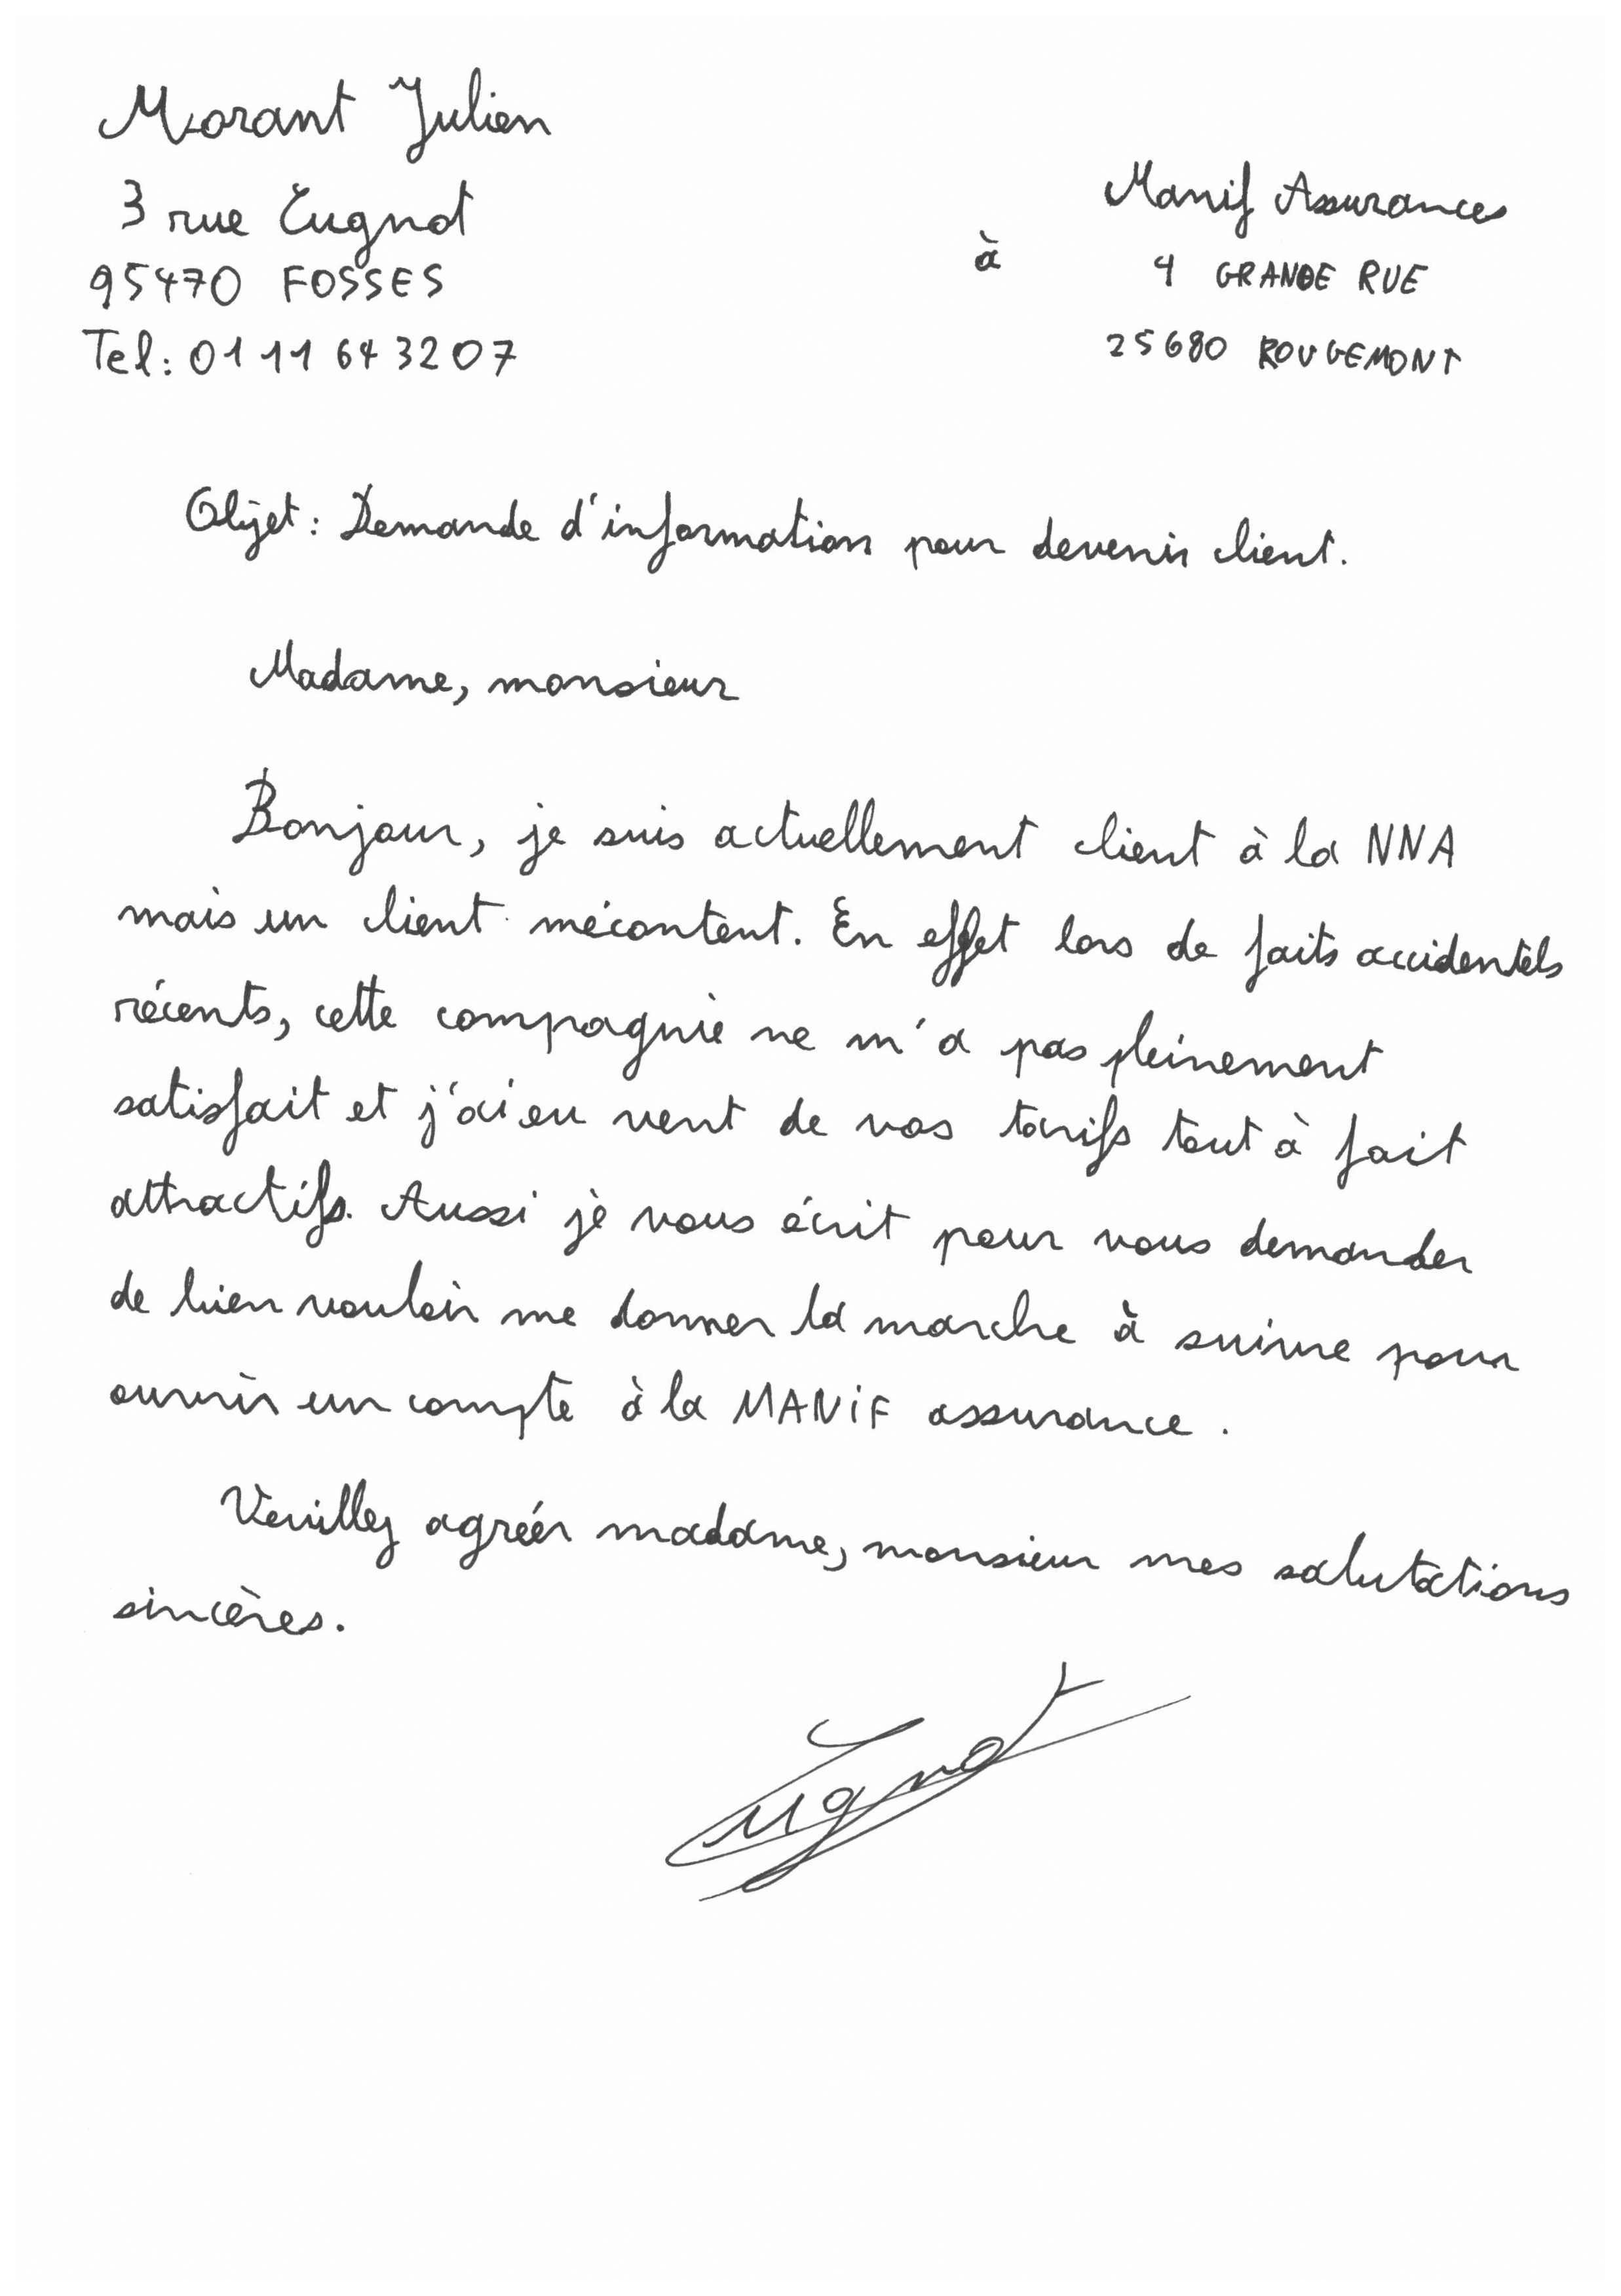 Morant Julien
3 rue Cugnot
95470 FOSSES
Tel: 01 11 64 32 07
Manif Assurances
à 4 GRANDE RUE
25680 ROUGEMONT
Objet: Demande d'information pour devenir client.
Madame, monsieur
Bonjour, je suis actuellement client à la NNA
mais un client mécontent. En effet lors de faits accidentels
récents, cette compagnie ne m'a pas pleinement
satisfait et j'ai eu vent de vos tarifs tout à fait
attractifs. Aussi je vous écrit pour vous demander
de bien vouloir me donner la marche à suivre pour
ouvrir un compte à la MANiF assurance.
Veuillez agréer madame, monsieur mes salutations
sincères.
Cugnot